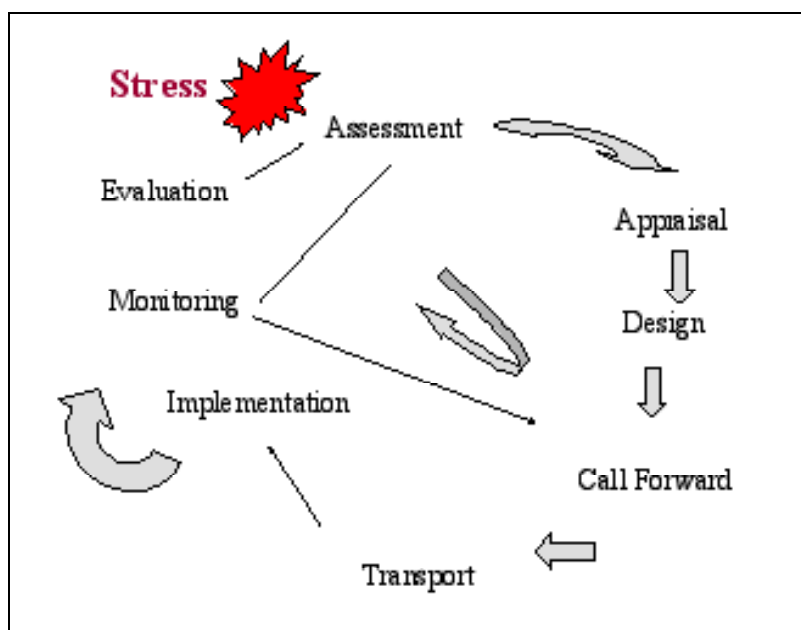 Stress
Assessment
Evaluation
Appraisal
Monitoring
Design
Implementation
Call Forward
Transport